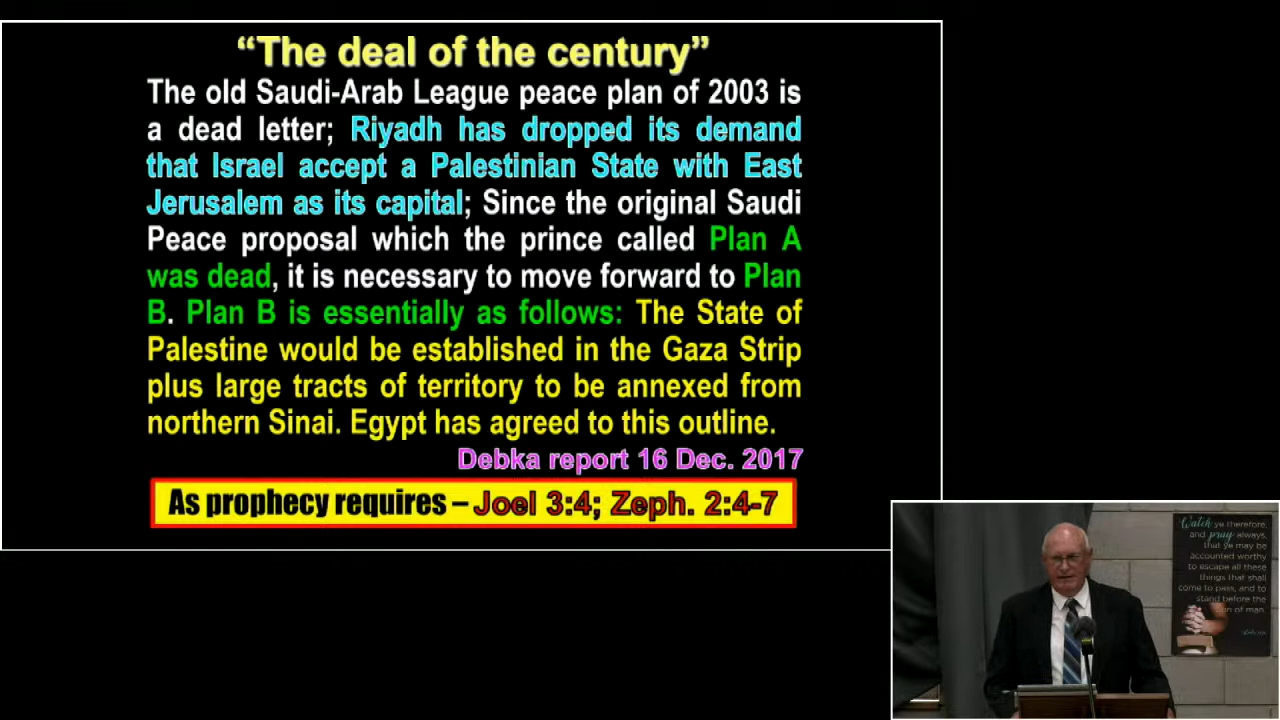 “The deal of the century”
The old Saudi-Arab League peace plan of 2003 is
a dead letter; Riyadh has dropped its demand
that Israel accept a Palestinian State with East
Jerusalem as its capital; Since the original Saudi
Peace proposal which the prince called Plan A
was dead, it is necessary to move forward to Plan
B. Plan B is essentially as follows: The State of
Palestine would be established in the Gaza Strip
plus large tracts of territory to be annexed from
northern Sinai. Egypt has agreed to this outline.
Debka report 16 Dec. 2017
As prophecy requires – Joel 3:4; Zeph. 2:4-7
Watch ye therefore,
and pray always,
that ye may be
accounted worthy
to escape all these
things that shall
come to pass, and to
stand before the
of man.